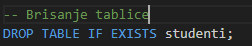 -- Brisanje tablice
DROP TABLE IF EXISTS studenti;